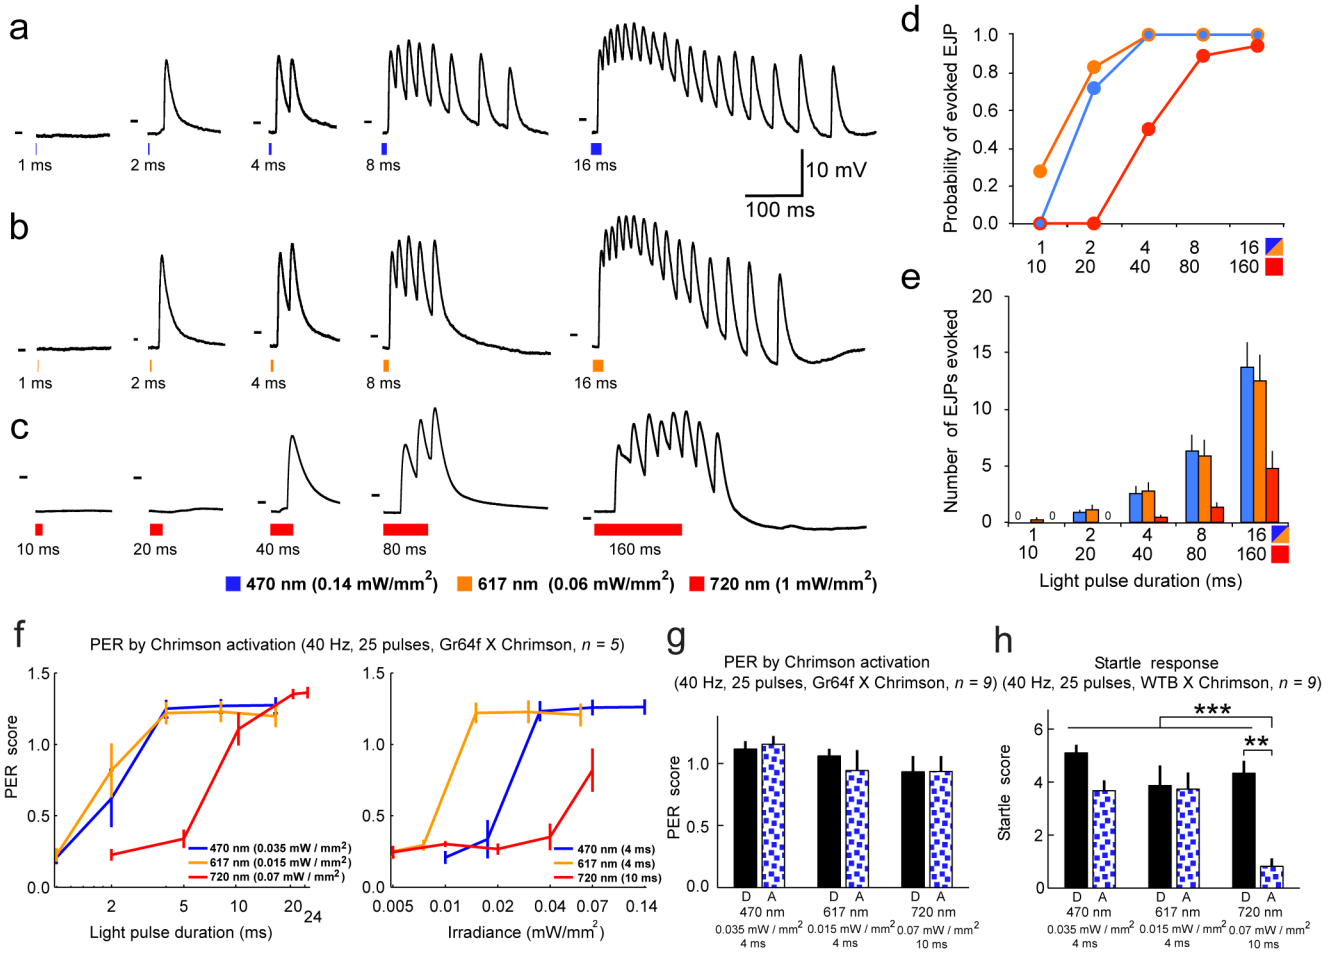 a
1 ms
2 ms
4 ms
8 ms
16 ms
10 mV
100 ms
b
1 ms
2 ms
4 ms
8 ms
16 ms
c
10 ms
20 ms
40 ms
80 ms
160 ms
470 nm (0.14 mW/mm²)
617 nm (0.06 mW/mm²)
720 nm (1 mW/mm²)
d
Probability of evoked EJP
1.0
0.8
0.6
0.4
0.2
0.0
1 2 4 8 16
10 20 40 80 160
e
Number of EJPs evoked
20
15
10
5
0
0 0 0
1 2 4 8 16
10 20 40 80 160
Light pulse duration (ms)
f
PER by Chrimson activation (40 Hz, 25 pulses, Gr64f X Chrimson, n = 5)
PER score
1.5
1.0
0.5
0.0
470 nm (0.035 mW / mm²)
617 nm (0.015 mW / mm²)
720 nm (0.07 mW / mm²)
2 5 10 20
24
Light pulse duration (ms)
1.5
1.0
0.5
0.0
470 nm (4 ms)
617 nm (4 ms)
720 nm (10 ms)
0.005 0.01 0.02 0.04 0.07 0.14
Irradiance (mW/mm²)
g
PER by Chrimson activation
(40 Hz, 25 pulses, Gr64f X Chrimson, n = 9)
PER score
1.0
0.5
0.0
D A D A D A
470 nm 617 nm 720 nm
0.035 mW / mm² 0.015 mW / mm² 0.07 mW / mm²
4 ms 4 ms 10 ms
h
Startle response
(40 Hz, 25 pulses, WTB X Chrimson, n = 9)
Startle score
6
4
2
0
***
**
D A D A D A
470 nm 617 nm 720 nm
0.035 mW / mm² 0.015 mW / mm² 0.07 mW / mm²
4 ms 4 ms 10 ms